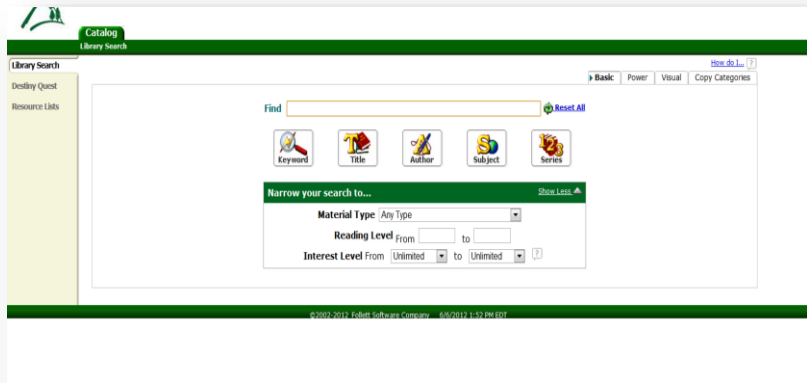 Catalog
Library Search
Library Search
How do I... ?
Basic Power Visual Copy Categories
Destiny Quest
Resource Lists
Find Reset All
Keyword Title Author Subject Series
Narrow your search to... Show Less
Material Type Any Type
Reading Level From to
Interest Level From Unlimited to Unlimited ?
©2002-2012 Follett Software Company 6/6/2012 1:52 PM EDT